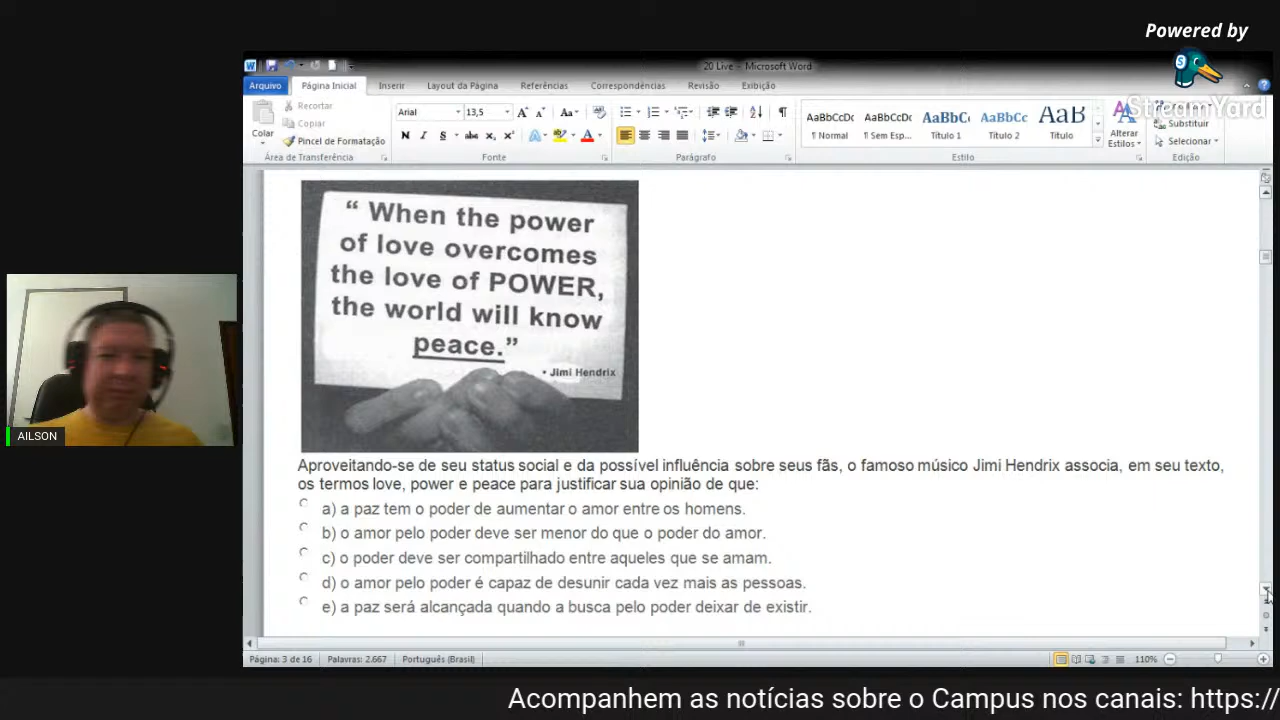 Powered by
StreamYard
20 Live - Microsoft Word
Arquivo Página Inicial Inserir Layout da Página Referências Correspondências Revisão Exibição
Colar
Recortar
Copiar
Pincel de Formatação
Área de Transferência
Arial 13,5
Fonte
Parágrafo
AaBbCcDc AaBbCcDc AaBbC AaBbCc AaB
¶ Normal ¶ Sem Esp... Título 1 Título 2 Título
Estilo
Alterar
Estilos
Substituir
Selecionar
Edição
“ When the power
of love overcomes
the love of POWER,
the world will know
peace.”
• Jimi Hendrix
Aproveitando-se de seu status social e da possível influência sobre seus fãs, o famoso músico Jimi Hendrix associa, em seu texto,
os termos love, power e peace para justificar sua opinião de que:
a) a paz tem o poder de aumentar o amor entre os homens.
b) o amor pelo poder deve ser menor do que o poder do amor.
c) o poder deve ser compartilhado entre aqueles que se amam.
d) o amor pelo poder é capaz de desunir cada vez mais as pessoas.
e) a paz será alcançada quando a busca pelo poder deixar de existir.
AILSON
Página: 3 de 16 Palavras: 2.667 Português (Brasil) 110%
Acompanhem as notícias sobre o Campus nos canais: https://